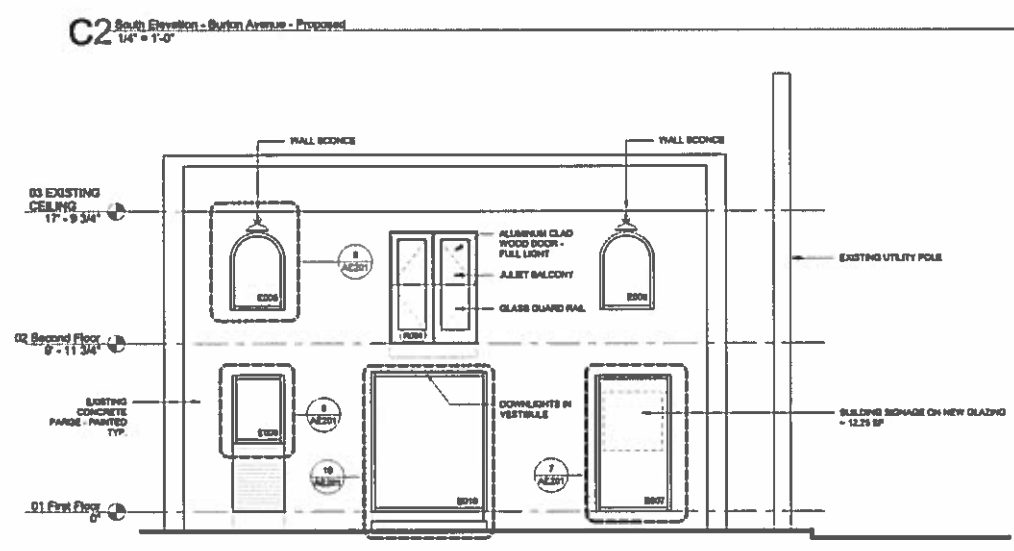 C2 South Elevation - Burton Avenue - Proposed
1/4" = 1'-0"
WALL SCONCE
WALL SCONCE
03 EXISTING
CEILING
17' - 9 3/4"
ALUMINUM CLAD
WOOD DOOR -
FULL LIGHT
AE201
EXISTING UTILITY POLE
JULIET BALCONY
GLASS GUARD RAIL
02 Second Floor
8' - 11 3/4"
EXISTING
CONCRETE
PARGE - PAINTED
TYP.
AE201
DOWNLIGHTS IN
VESTIBULE
BUILDING SIGNAGE ON NEW GLAZING
~ 12.25 SF
10
AE201
7
AE201
01 First Floor
0"